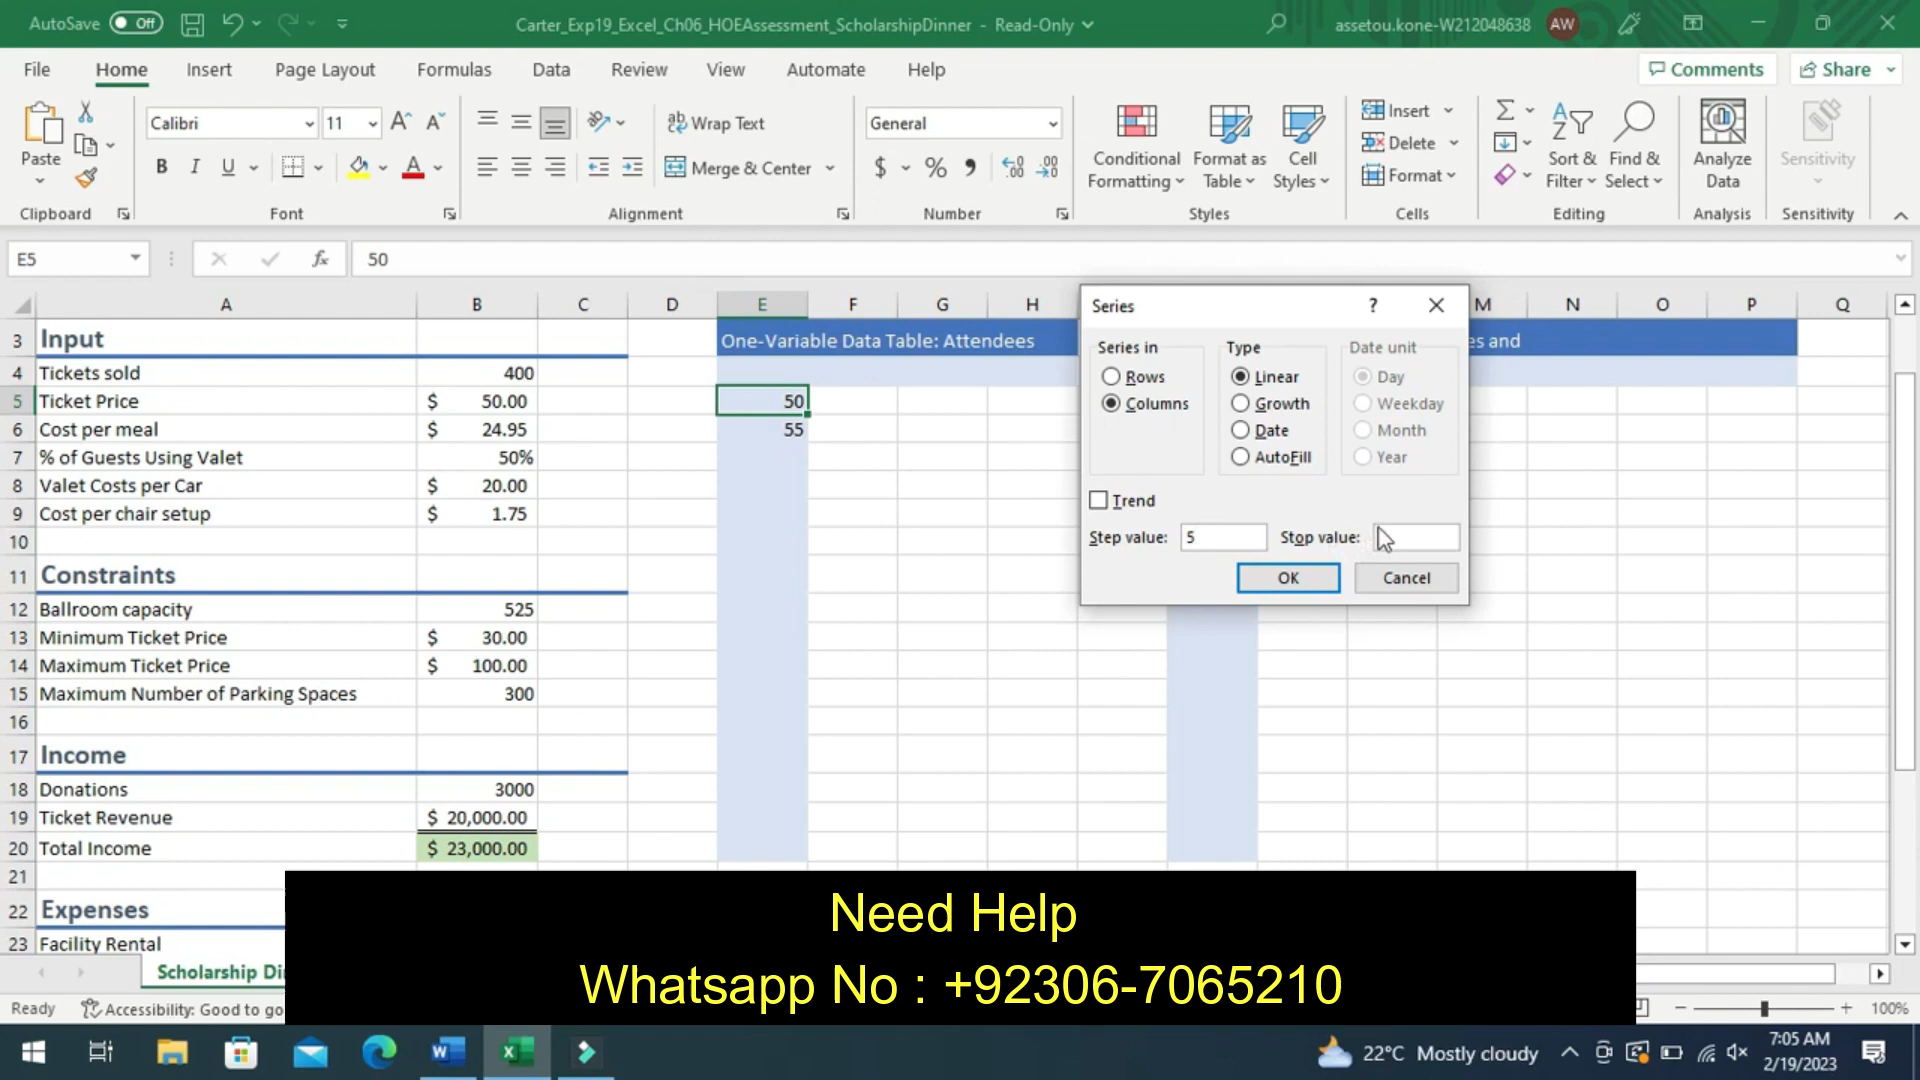 AutoSave Off Carter_Exp19_Excel_Ch06_HOEAssessment_ScholarshipDinner - Read-Only assetou.kone-W212048638 AW
File Home Insert Page Layout Formulas Data Review View Automate Help Comments Share
Paste
Clipboard
Calibri 11
B I U
Font
Wrap Text
Merge & Center
Alignment
General
$ % ,
Number
Conditional Formatting
Format as Table
Cell Styles
Styles
Insert
Delete
Format
Cells
Sort & Filter
Find & Select
Editing
Analyze Data
Analysis
Sensitivity
Sensitivity
E5 fx 50
A B C D E F G H M N O P Q
3 Input One-Variable Data Table: Attendees es and
4 Tickets sold 400
5 Ticket Price $ 50.00 50
6 Cost per meal $ 24.95 55
7 % of Guests Using Valet 50%
8 Valet Costs per Car $ 20.00
9 Cost per chair setup $ 1.75
10
11 Constraints
12 Ballroom capacity 525
13 Minimum Ticket Price $ 30.00
14 Maximum Ticket Price $ 100.00
15 Maximum Number of Parking Spaces 300
16
17 Income
18 Donations 3000
19 Ticket Revenue $ 20,000.00
20 Total Income $ 23,000.00
21
22 Expenses
23 Facility Rental
Series ?
Series in Type Date unit
Rows Linear Day
Columns Growth Weekday
Date Month
AutoFill Year
Trend
Step value: 5 Stop value:
OK Cancel
Need Help
Whatsapp No : +92306-7065210
Scholarship Di
Ready Accessibility: Good to go 100%
22°C Mostly cloudy 7:05 AM
2/19/2023